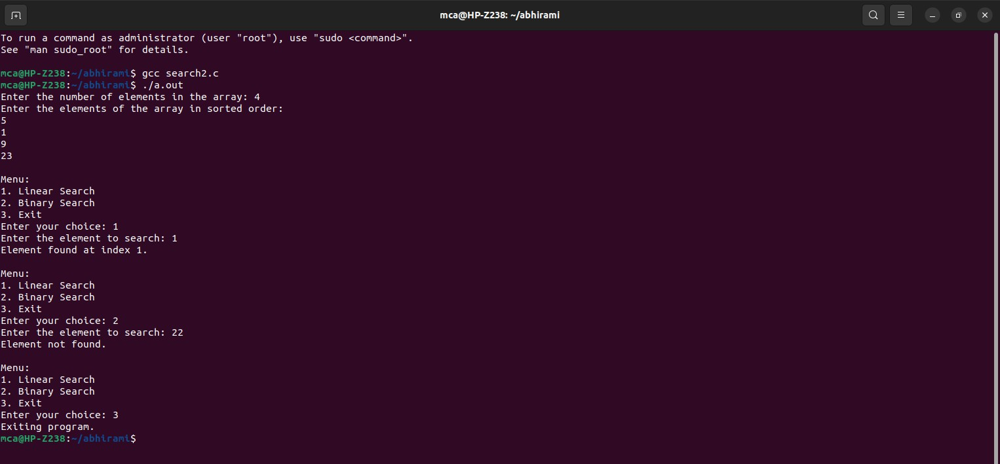 mca@HP-Z238: ~/abhirami
To run a command as administrator (user "root"), use "sudo <command>".
See "man sudo_root" for details.
mca@HP-Z238:~/abhirami$ gcc search2.c
mca@HP-Z238:~/abhirami$ ./a.out
Enter the number of elements in the array: 4
Enter the elements of the array in sorted order:
5
1
9
23
Menu:
1. Linear Search
2. Binary Search
3. Exit
Enter your choice: 1
Enter the element to search: 1
Element found at index 1.
Menu:
1. Linear Search
2. Binary Search
3. Exit
Enter your choice: 2
Enter the element to search: 22
Element not found.
Menu:
1. Linear Search
2. Binary Search
3. Exit
Enter your choice: 3
Exiting program.
mca@HP-Z238:~/abhirami$